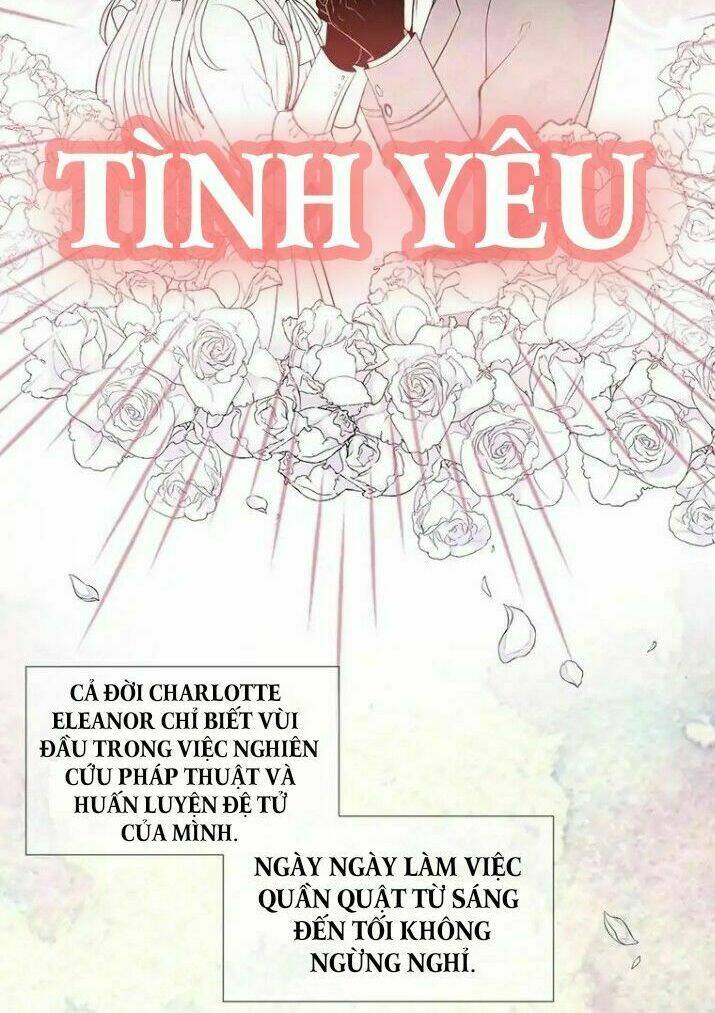 TÌNH YÊU
CẢ ĐỜI CHARLOTTE
ELEANOR CHỈ BIẾT VÙI
ĐẦU TRONG VIỆC NGHIÊN
CỨU PHÁP THUẬT VÀ
HUẤN LUYỆN ĐỆ TỬ
CỦA MÌNH.
NGÀY NGÀY LÀM VIỆC
QUẦN QUẬT TỪ SÁNG
ĐẾN TỐI KHÔNG
NGỪNG NGHỈ.